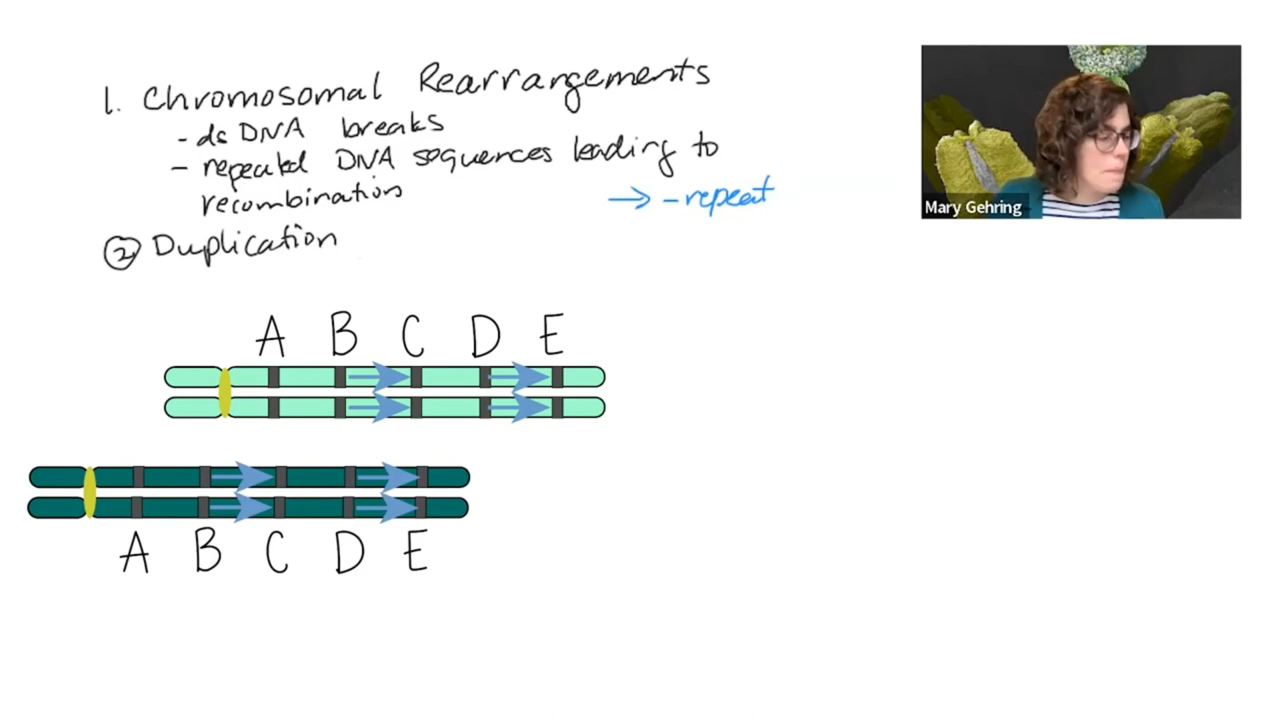 1. Chromosomal Rearrangements
- ds DNA breaks
- repeated DNA sequences leading to
recombination
→ - repeat
② Duplication
A B C D E
A B C D E
Mary Gehring